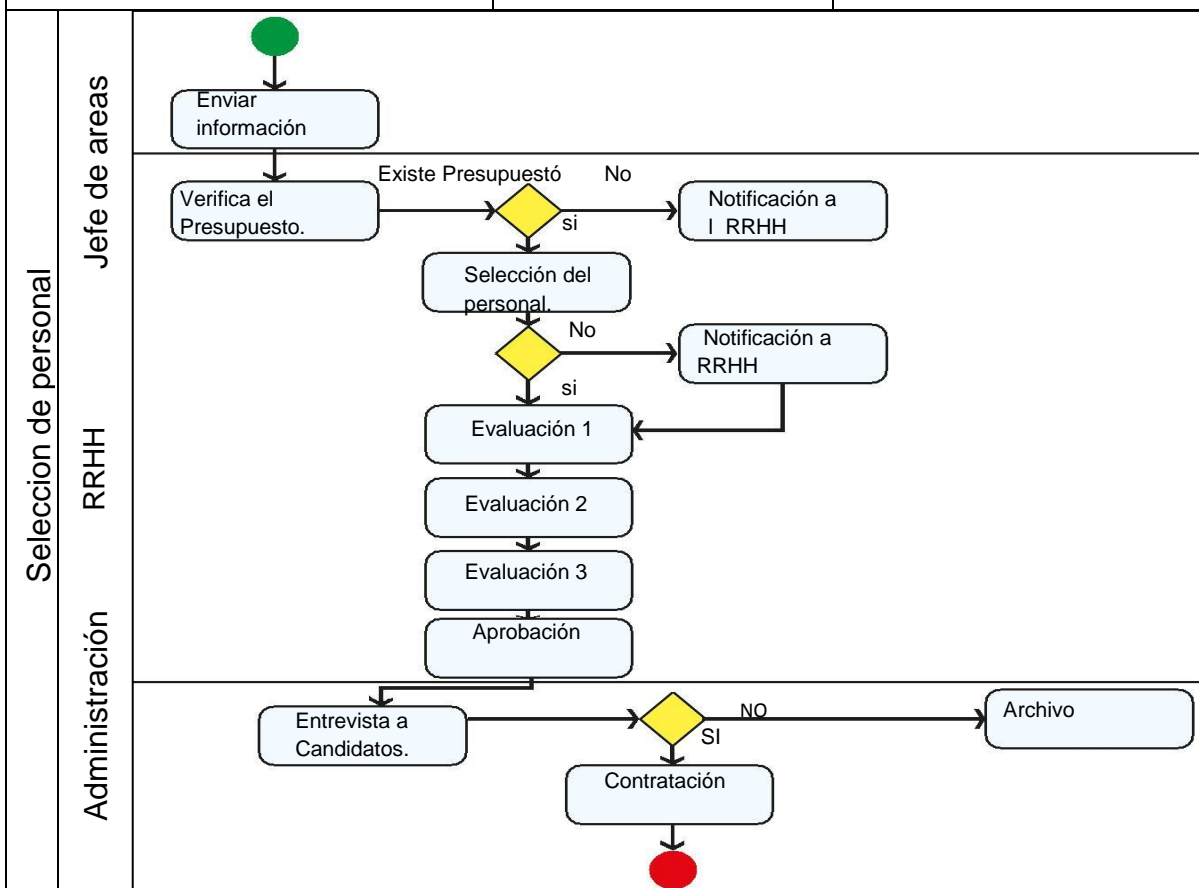 Seleccion de personal
Jefe de areas
RRHH
Administración
Enviar
información
Verifica el
Presupuesto.
Existe Presupuestó
No
si
Notificación a
l RRHH
Selección del
personal.
No
si
Notificación a
RRHH
Evaluación 1
Evaluación 2
Evaluación 3
Aprobación
Entrevista a
Candidatos.
NO
SI
Archivo
Contratación